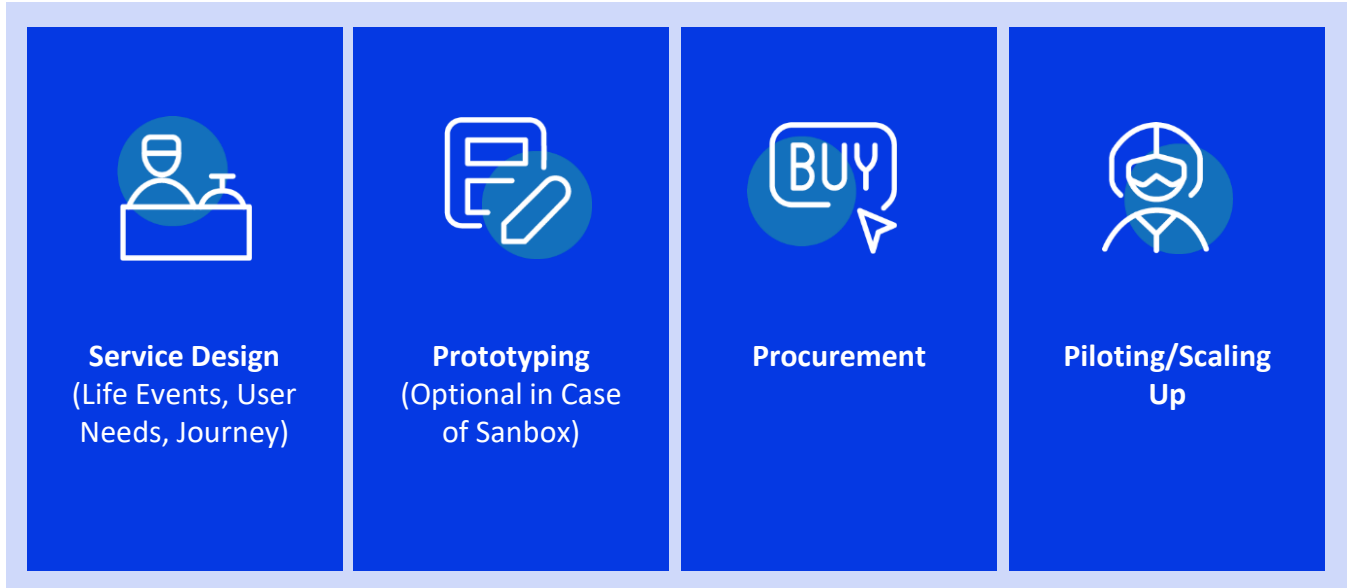 Service Design
(Life Events, User
Needs, Journey)
Prototyping
(Optional in Case
of Sanbox)
BUY
Procurement
Piloting/Scaling
Up